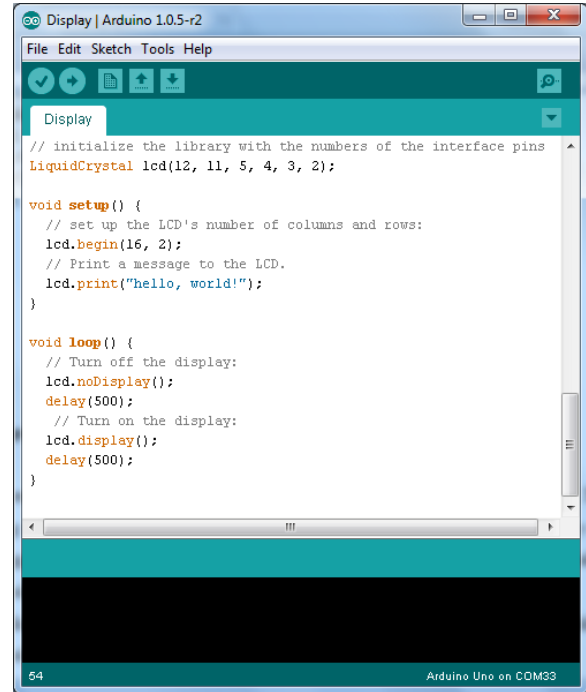 Display | Arduino 1.0.5-r2
File Edit Sketch Tools Help
Display
// initialize the library with the numbers of the interface pins
LiquidCrystal lcd(12, 11, 5, 4, 3, 2);
void setup() {
// set up the LCD's number of columns and rows:
lcd.begin(16, 2);
// Print a message to the LCD.
lcd.print("hello, world!");
}
void loop() {
// Turn off the display:
lcd.noDisplay();
delay(500);
// Turn on the display:
lcd.display();
delay(500);
}
54 Arduino Uno on COM33